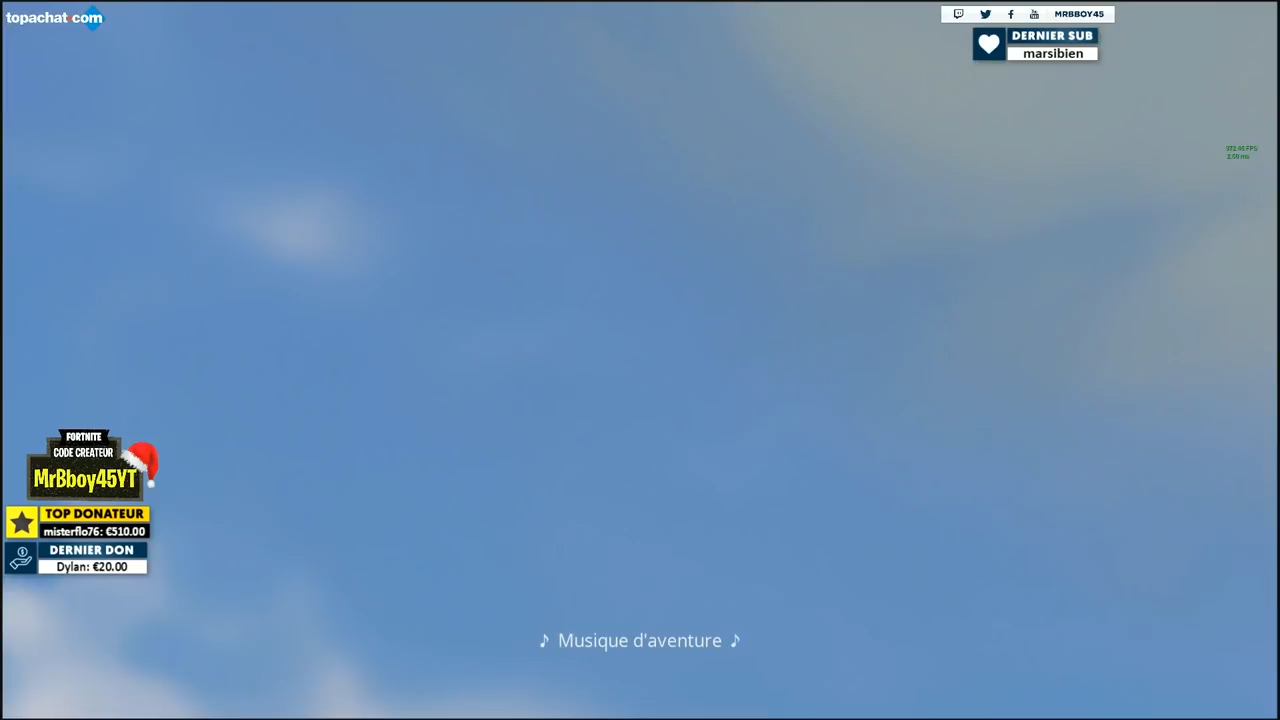 topachat.com
MRBBOY45
DERNIER SUB
marsibien
FORTNITE
CODE CREATEUR
MrBboy45YT
TOP DONATEUR
misterflo76: €510.00
DERNIER DON
Dylan: €20.00
♪ Musique d'aventure ♪